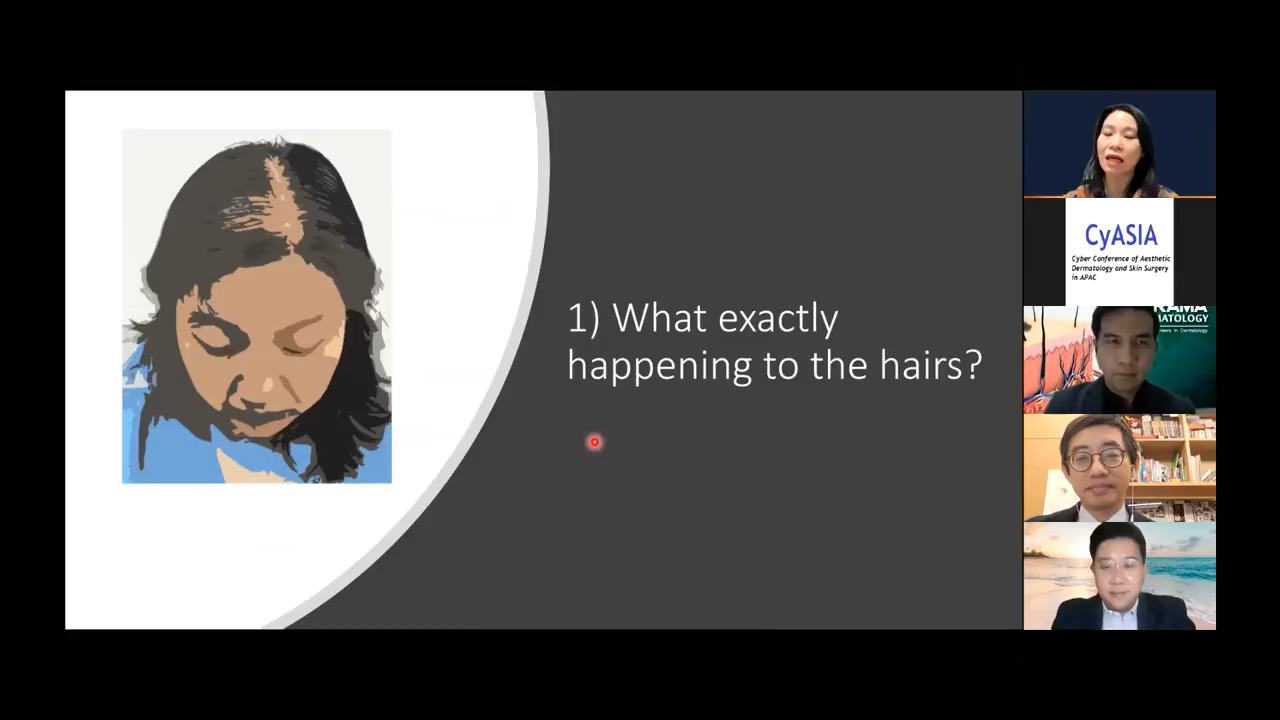 1) What exactly
happening to the hairs?
CyASIA
Cyber Conference of Aesthetic
Dermatology and Skin Surgery
in APAC